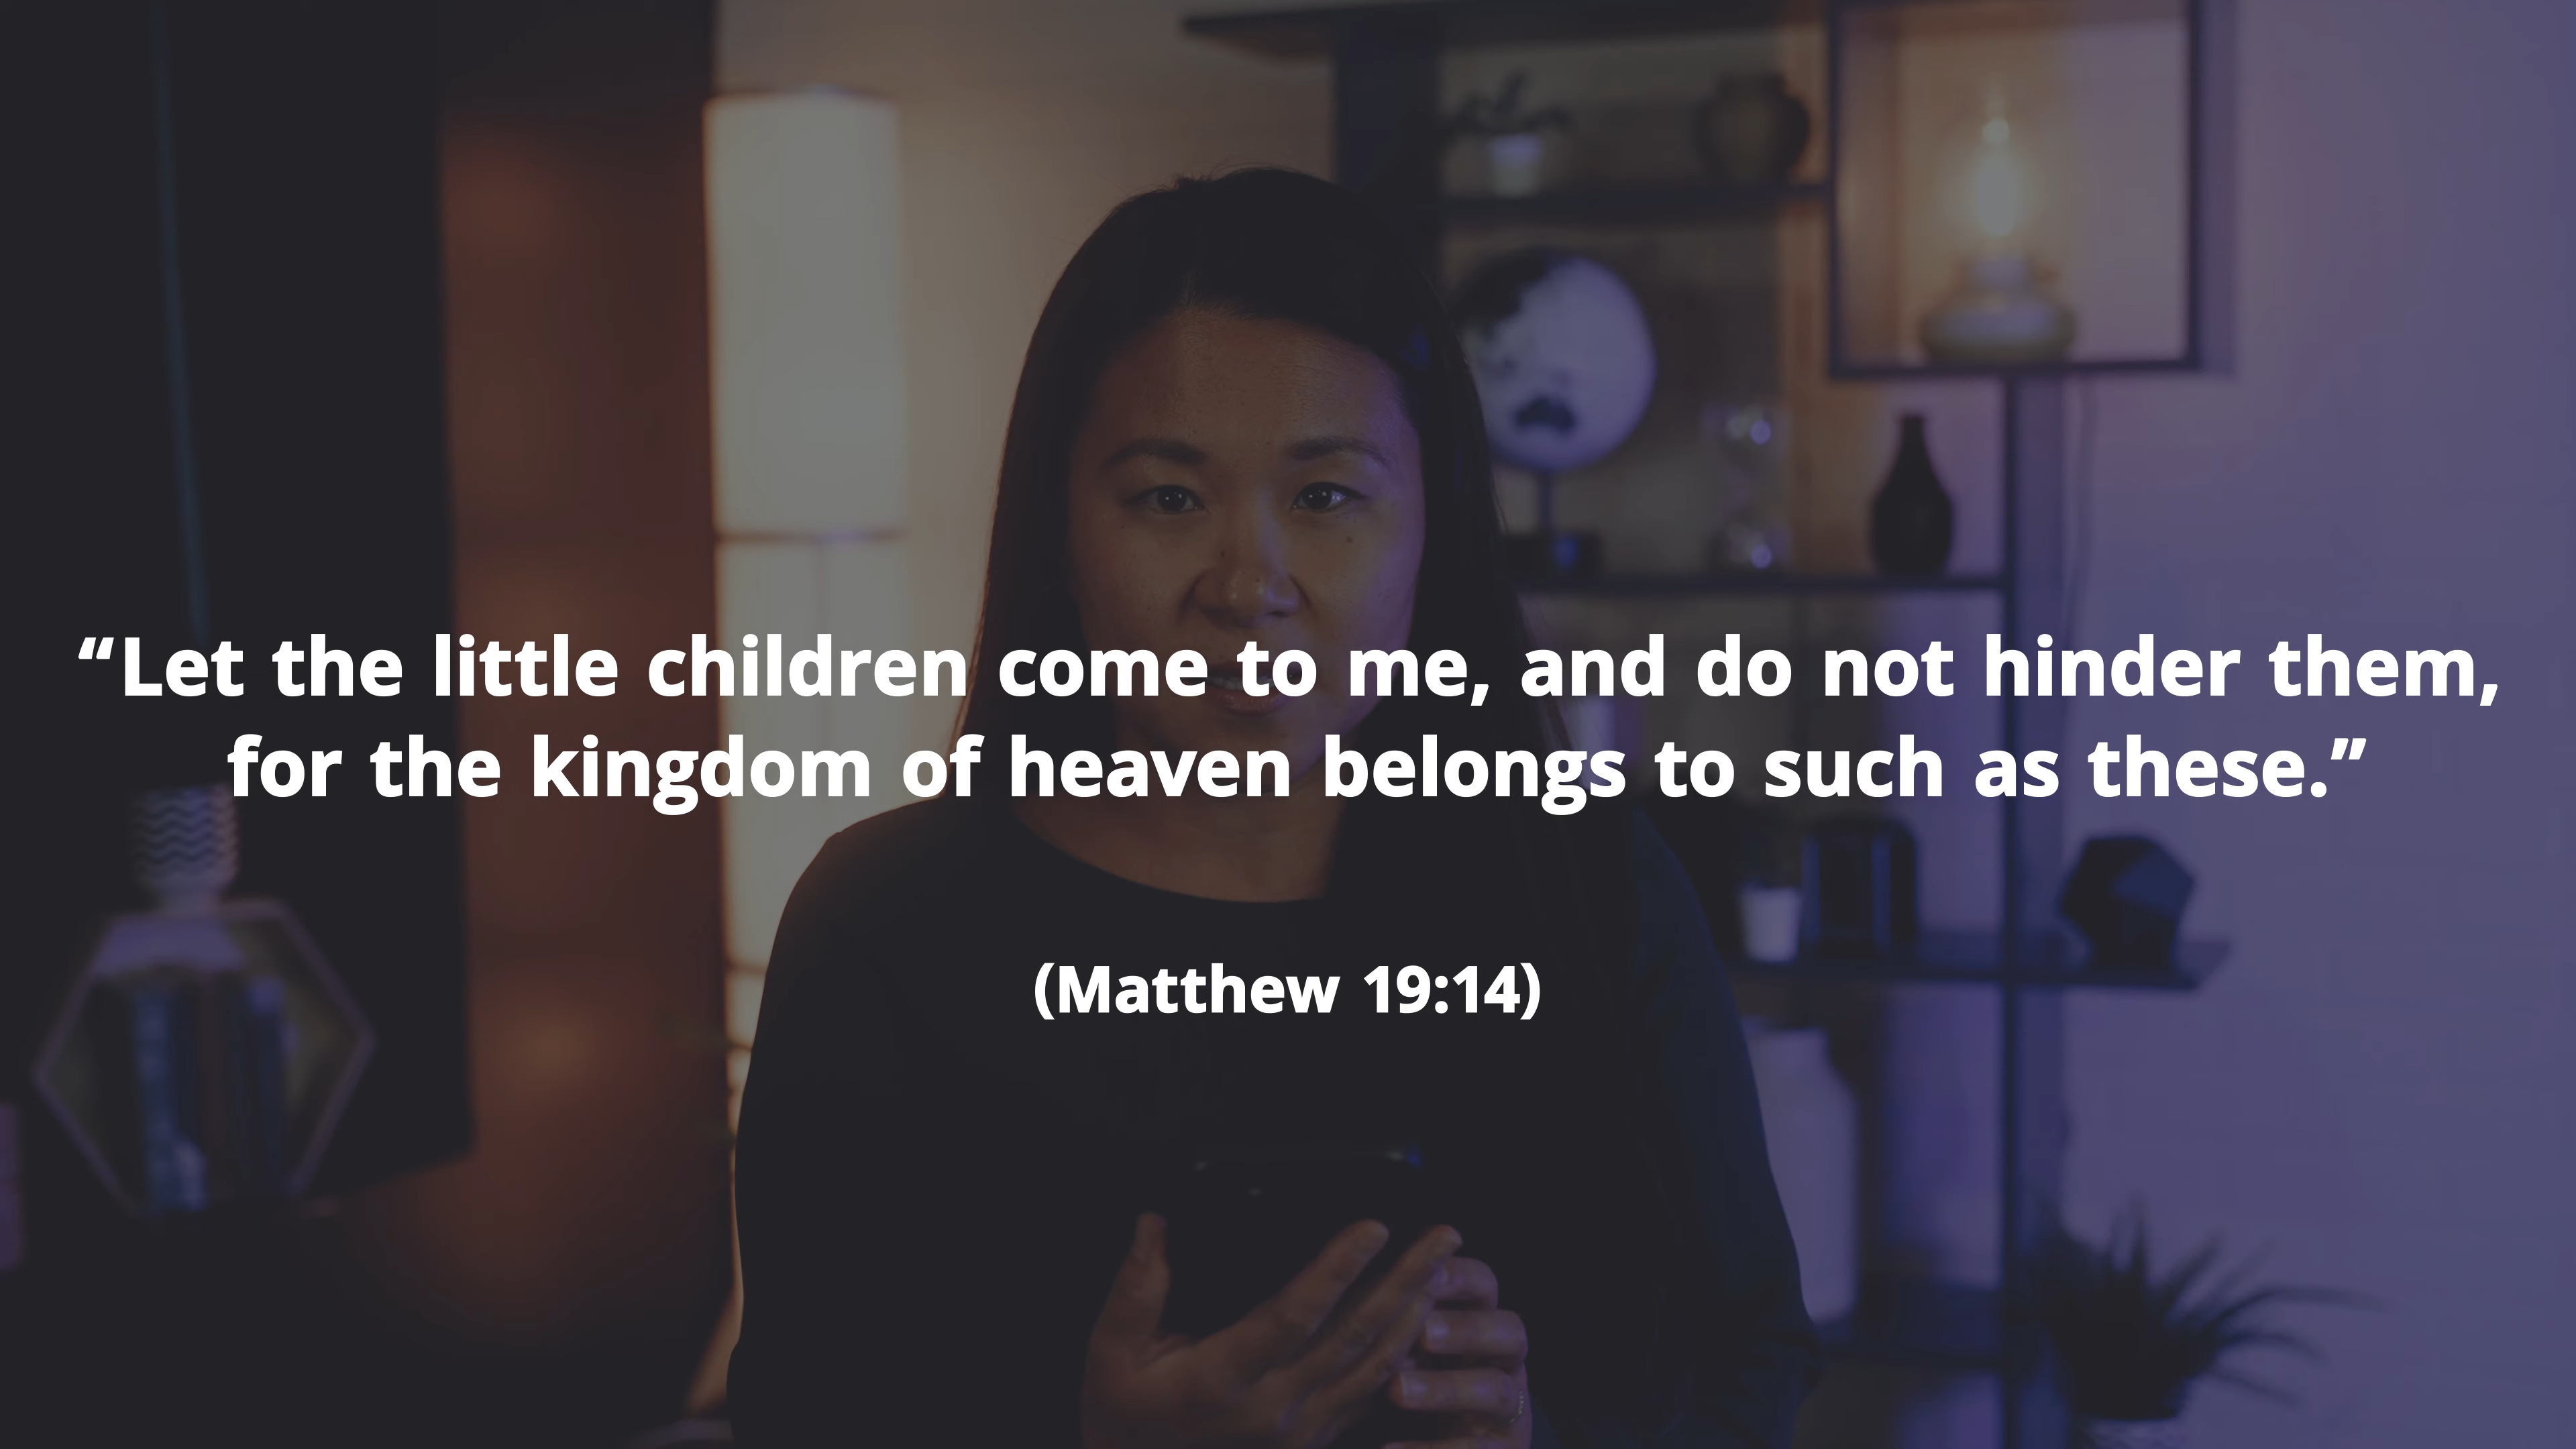 “Let the little children come to me, and do not hinder them,
for the kingdom of heaven belongs to such as these.”
(Matthew 19:14)